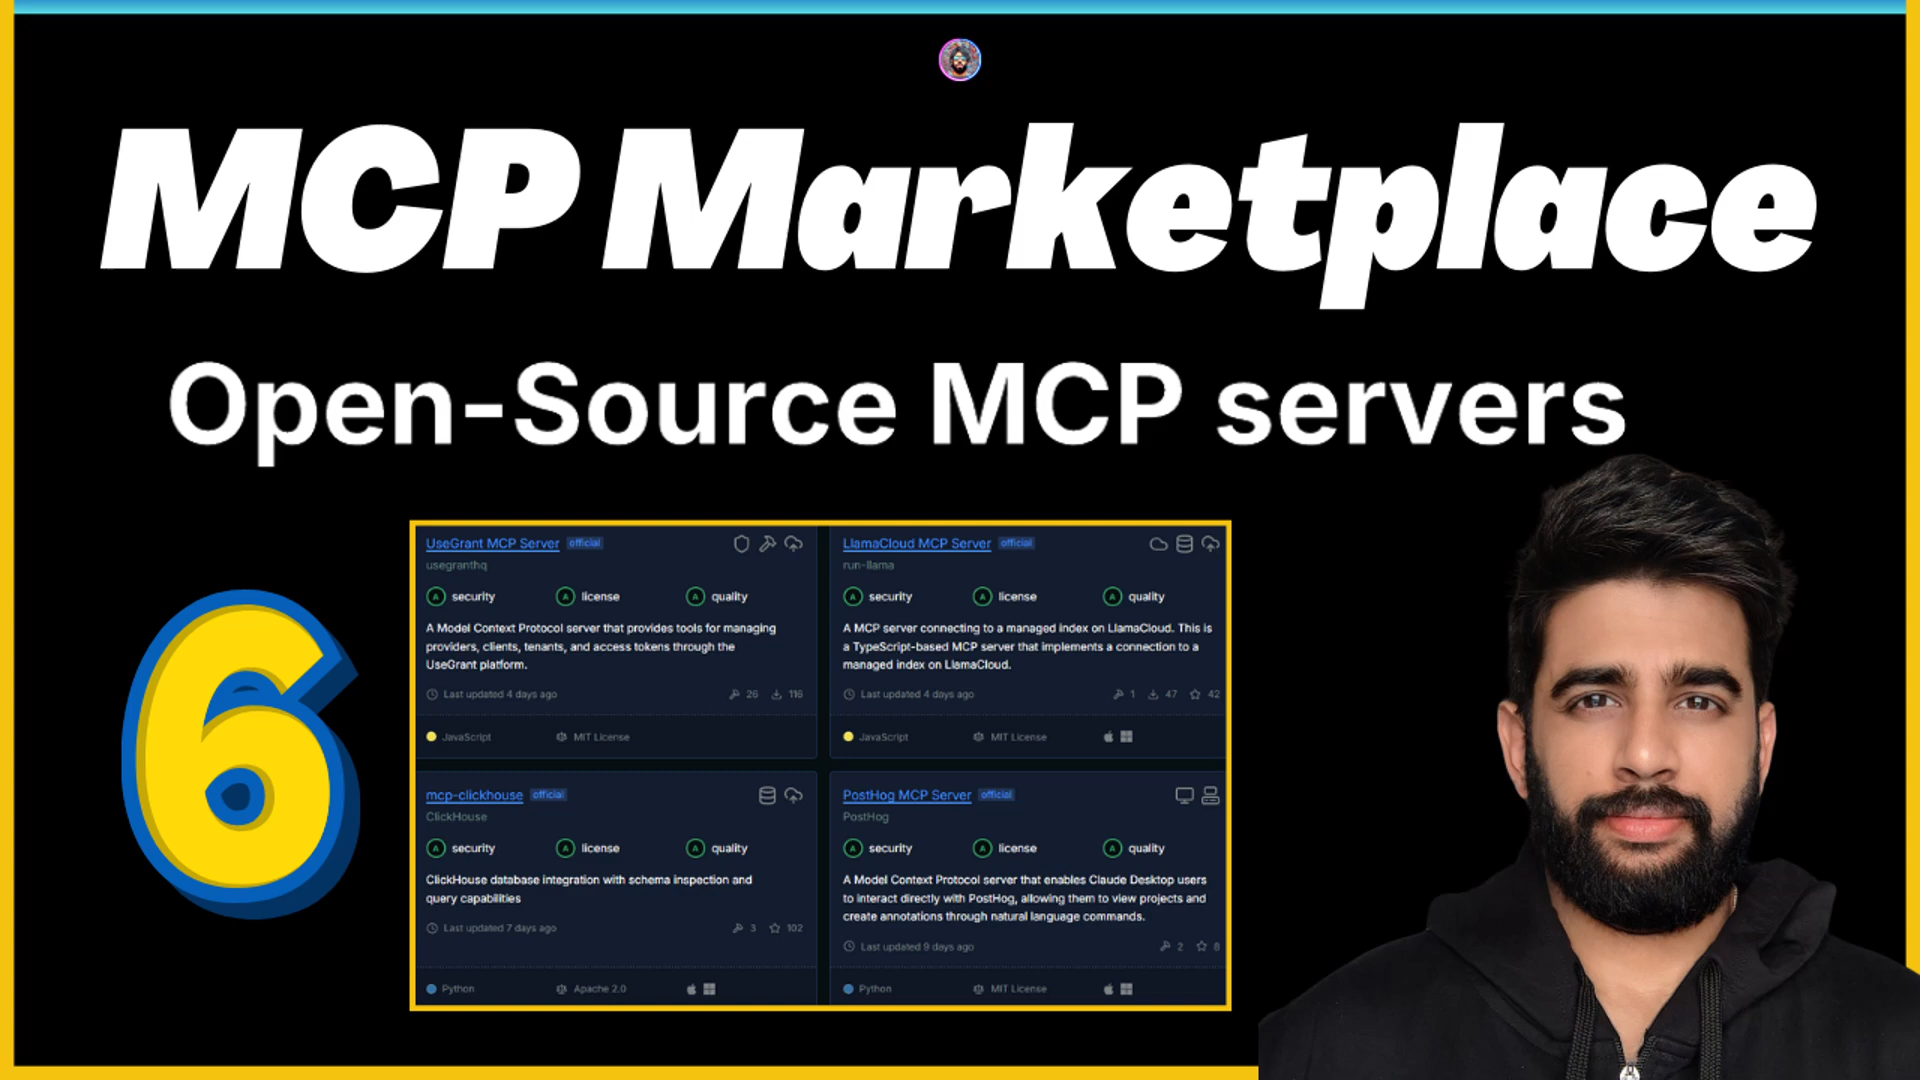 MCP Marketplace
Open-Source MCP servers
6
UseGrant MCP Server official
usegranthq
A security A license A quality
A Model Context Protocol server that provides tools for managing
providers, clients, tenants, and access tokens through the
UseGrant platform.
Last updated 4 days ago 26 116
JavaScript MIT License
LlamaCloud MCP Server official
run-llama
A security A license A quality
A MCP server connecting to a managed index on LlamaCloud. This is
a TypeScript-based MCP server that implements a connection to a
managed index on LlamaCloud.
Last updated 4 days ago 1 47 42
JavaScript MIT License
mcp-clickhouse official
ClickHouse
A security A license A quality
ClickHouse database integration with schema inspection and
query capabilities
Last updated 7 days ago 3 102
Python Apache 2.0
PostHog MCP Server official
PostHog
A security A license A quality
A Model Context Protocol server that enables Claude Desktop users
to interact directly with PostHog, allowing them to view projects and
create annotations through natural language commands.
Last updated 9 days ago 2 8
Python MIT License